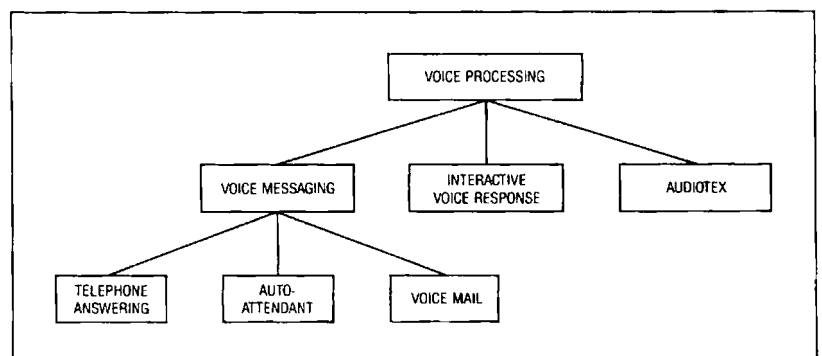 VOICE PROCESSING
VOICE MESSAGING
INTERACTIVE
VOICE RESPONSE
AUDIOTEX
TELEPHONE
ANSWERING
AUTO-
ATTENDANT
VOICE MAIL